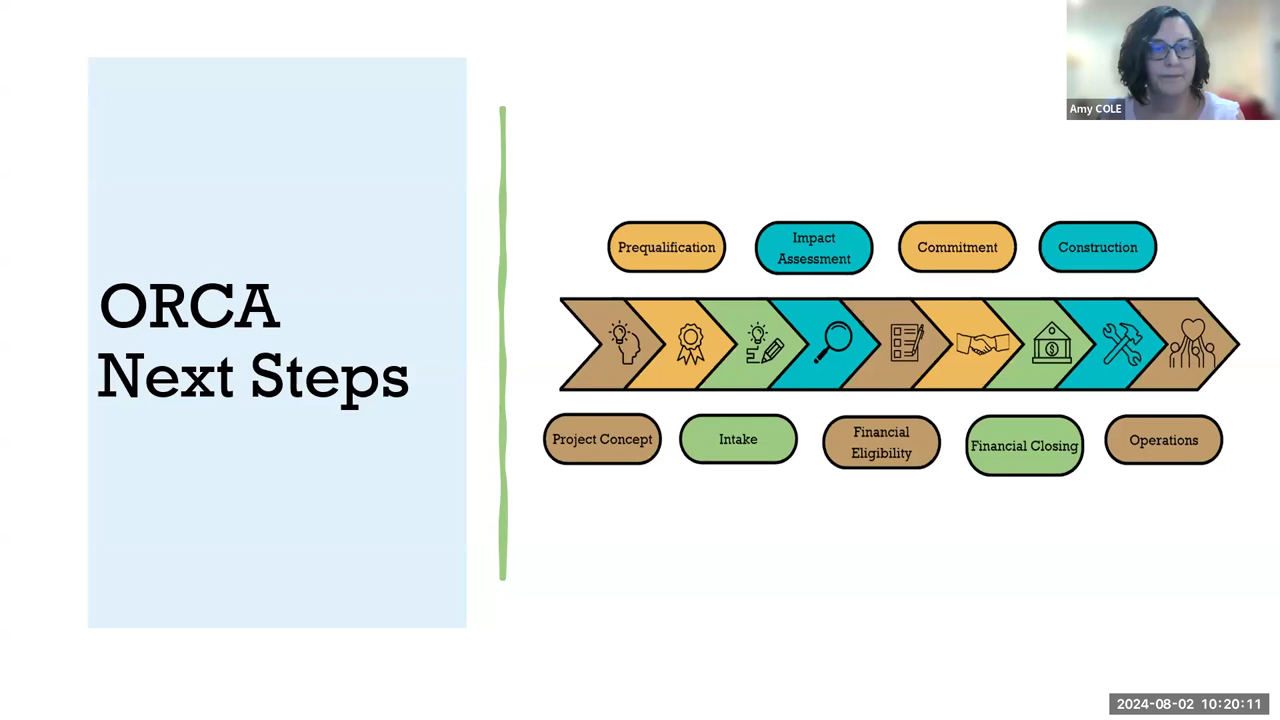 Amy COLE
ORCA
Next Steps
Prequalification
Impact
Assessment
Commitment
Construction
Project Concept
Intake
Financial
Eligibility
Financial Closing
Operations
2024-08-02 10:20:11